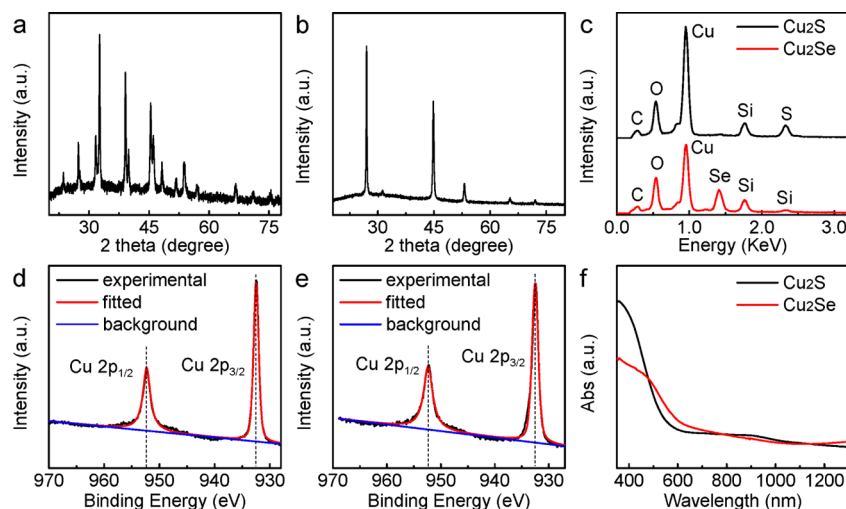 a
Intensity (a.u.)
30 45 60 75
2 theta (degree)
b
Intensity (a.u.)
30 45 60 75
2 theta (degree)
c
Intensity (a.u.)
Cu₂S
Cu₂Se
Cu
O
C
Si
S
Cu
O
Se
C
Si
Si
0.0 1.0 2.0 3.0
Energy (KeV)
d
Intensity (a.u.)
experimental
fitted
background
Cu 2p₁/₂
Cu 2p₃/₂
970 960 950 940 930
Binding Energy (eV)
e
Intensity (a.u.)
experimental
fitted
background
Cu 2p₁/₂
Cu 2p₃/₂
970 960 950 940 930
Binding Energy (eV)
f
Abs (a.u.)
Cu₂S
Cu₂Se
400 600 800 1000 1200
Wavelength (nm)